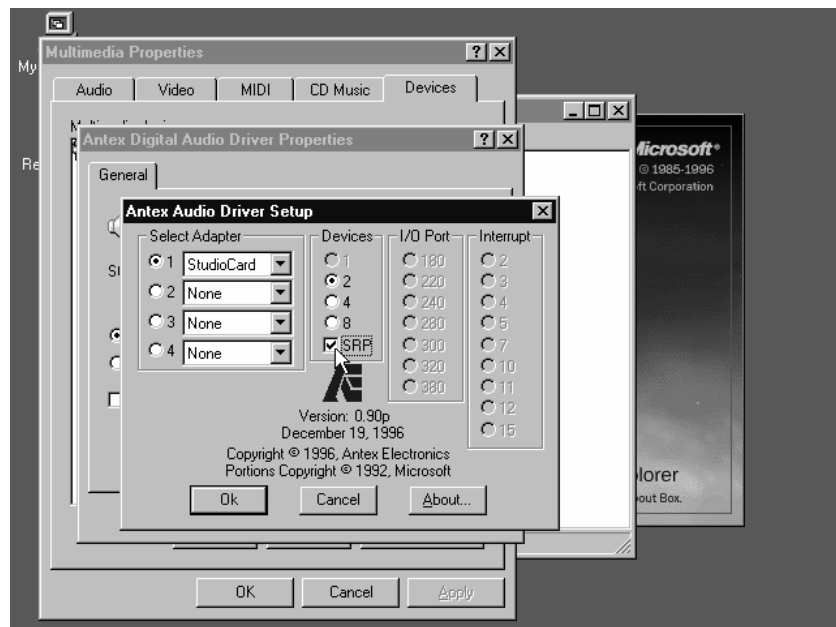 My
Re
Multimedia Properties
Audio
Video
MIDI
CD Music
Devices
Antex Digital Audio Driver Properties
General
Antex Audio Driver Setup
Select Adapter
1 StudioCard
2 None
3 None
4 None
Devices
1
2
4
8
SRP
I/O Port
180
220
240
280
300
320
380
Interrupt
2
3
4
5
7
10
11
12
15
Version: 0.90p
December 19, 1996
Copyright © 1996, Antex Electronics
Portions Copyright © 1992, Microsoft
Ok
Cancel
About...
OK
Cancel
Apply
Microsoft®
© 1985-1996
ft Corporation
lorer
out Box.